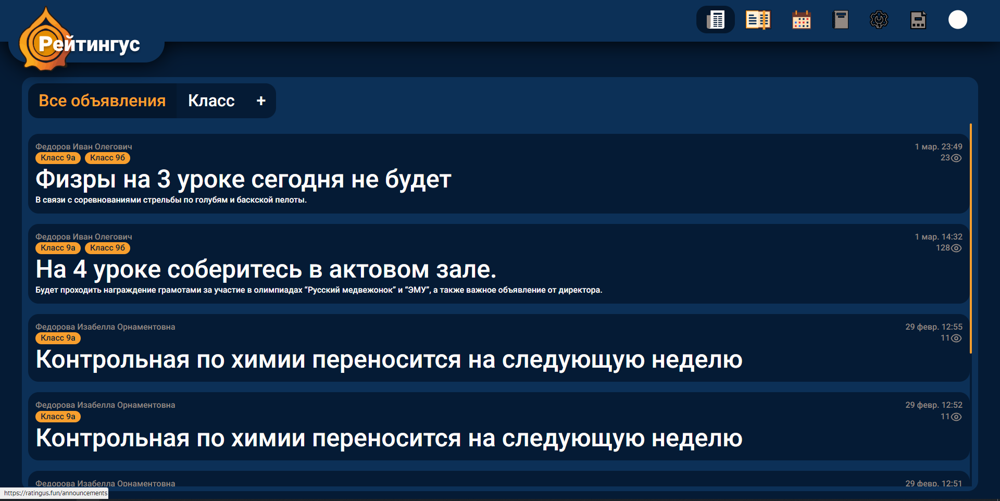 Рейтингус
Все объявления Класс +
Федоров Иван Олегович 1 мар. 23:49
Класс 9а Класс 9б 23
Физры на 3 уроке сегодня не будет
В связи с соревнованиями стрельбы по голубям и баскской пелоты.
Федоров Иван Олегович 1 мар. 14:32
Класс 9а Класс 9б 128
На 4 уроке соберитесь в актовом зале.
Будет проходить награждение грамотами за участие в олимпиадах “Русский медвежонок” и “ЭМУ”, а также важное объявление от директора.
Федорова Изабелла Орнаментовна 29 февр. 12:55
Класс 9а 11
Контрольная по химии переносится на следующую неделю
Федорова Изабелла Орнаментовна 29 февр. 12:52
Класс 9а 11
Контрольная по химии переносится на следующую неделю
Федорова Изабелла Орнаментовна 29 февр. 12:51
https://ratingus.fun/announcements